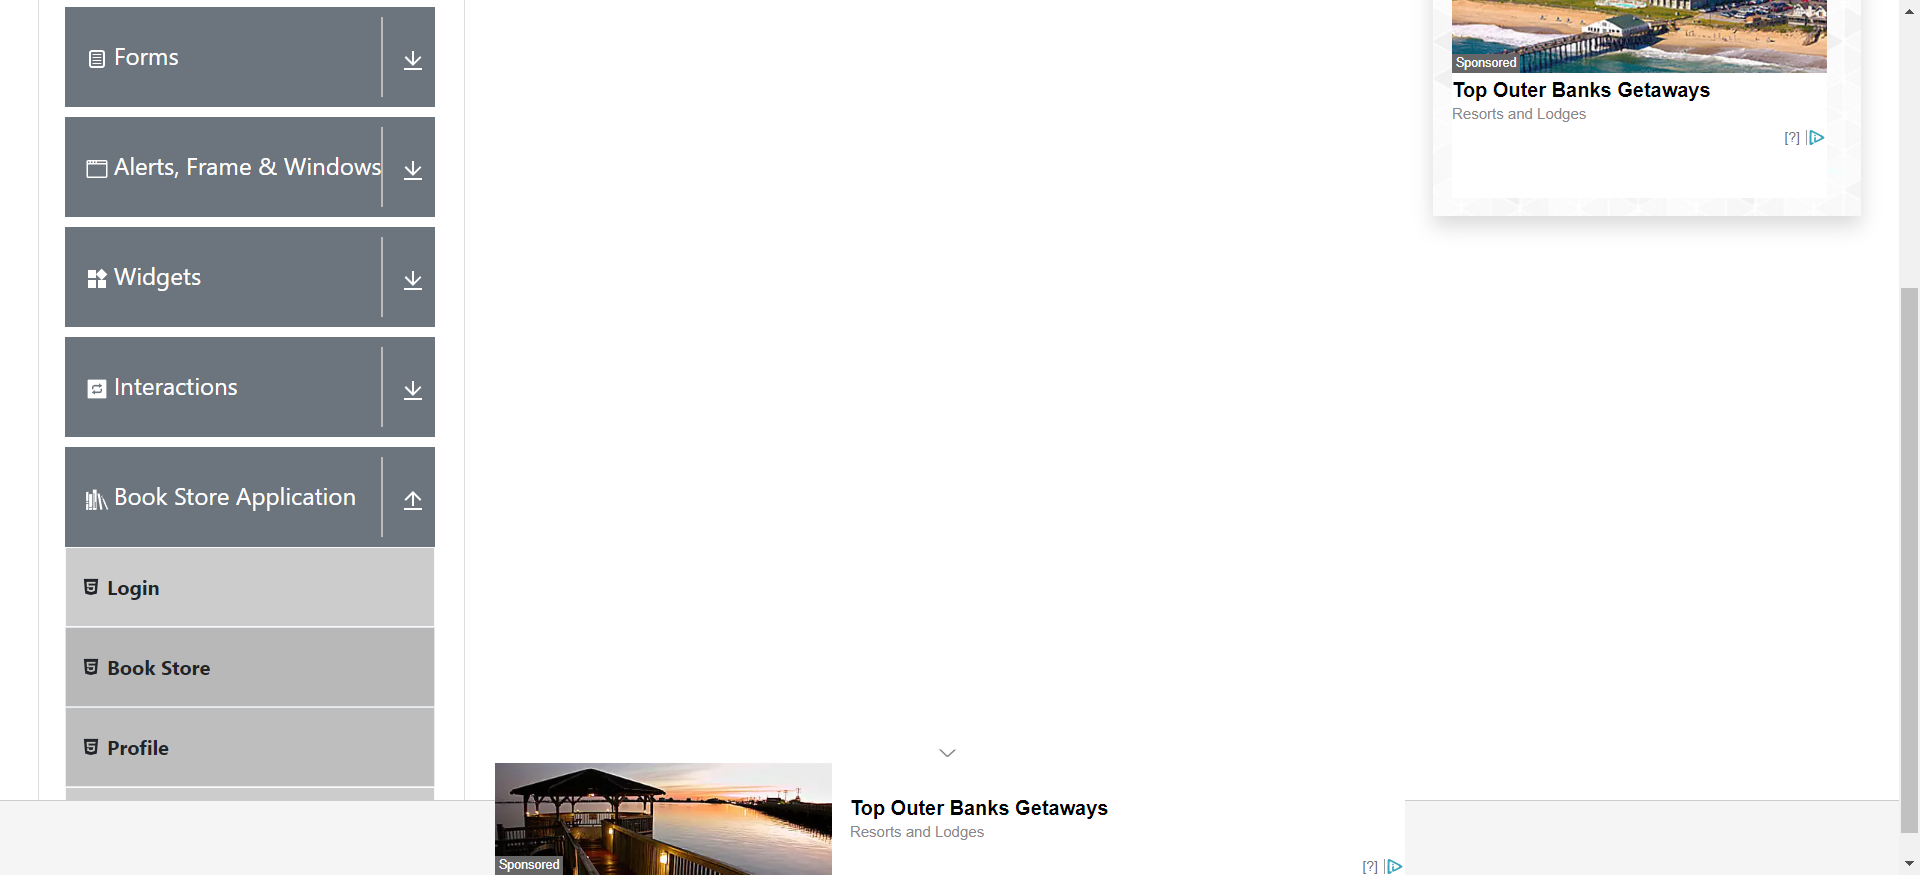 Forms
Alerts, Frame & Windows
Widgets
Interactions
Book Store Application
Login
Book Store
Profile
Sponsored
Top Outer Banks Getaways
Resorts and Lodges
[?]
Sponsored
Top Outer Banks Getaways
Resorts and Lodges
[?]